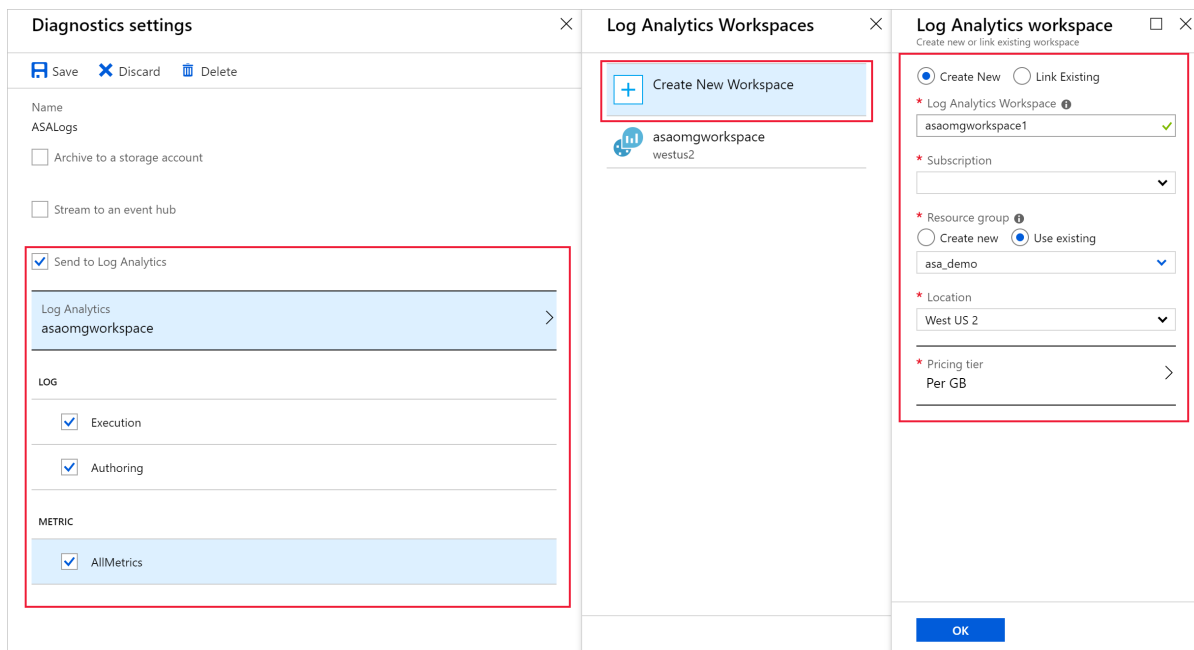 Diagnostics settings
Save Discard Delete
Name
ASALogs
Archive to a storage account
Stream to an event hub
Send to Log Analytics
Log Analytics
asaomgworkspace
LOG
Execution
Authoring
METRIC
AllMetrics
Log Analytics Workspaces
Create New Workspace
asaomgworkspace
westus2
Log Analytics workspace
Create new or link existing workspace
Create New Link Existing
* Log Analytics Workspace
asaomgworkspace1
* Subscription
* Resource group
Create new Use existing
asa_demo
* Location
West US 2
* Pricing tier
Per GB
OK